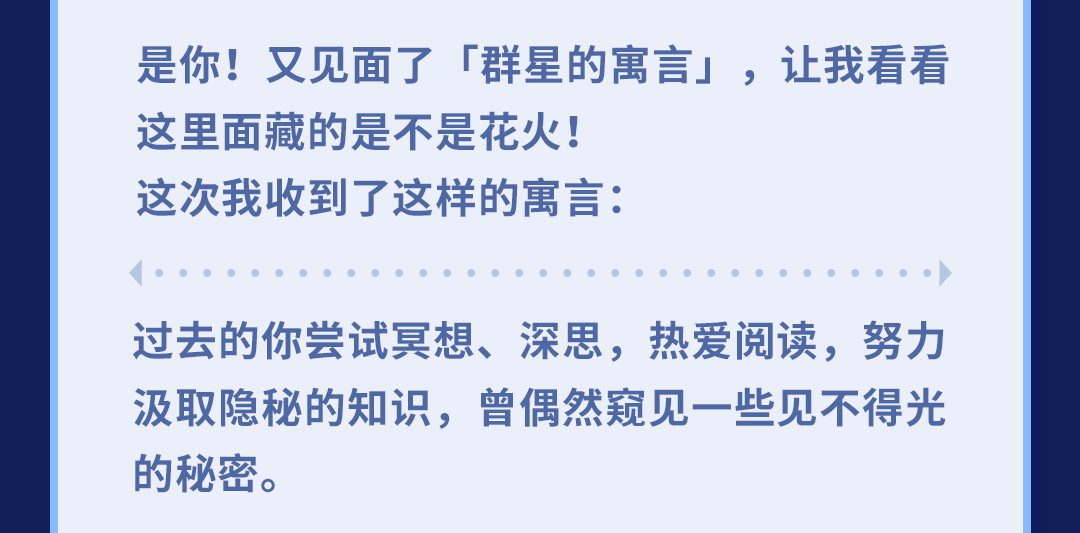 是你！又见面了「群星的寓言」，让我看看
这里面藏的是不是花火！
这次我收到了这样的寓言：
过去的你尝试冥想、深思，热爱阅读，努力
汲取隐秘的知识，曾偶然窥见一些见不得光
的秘密。